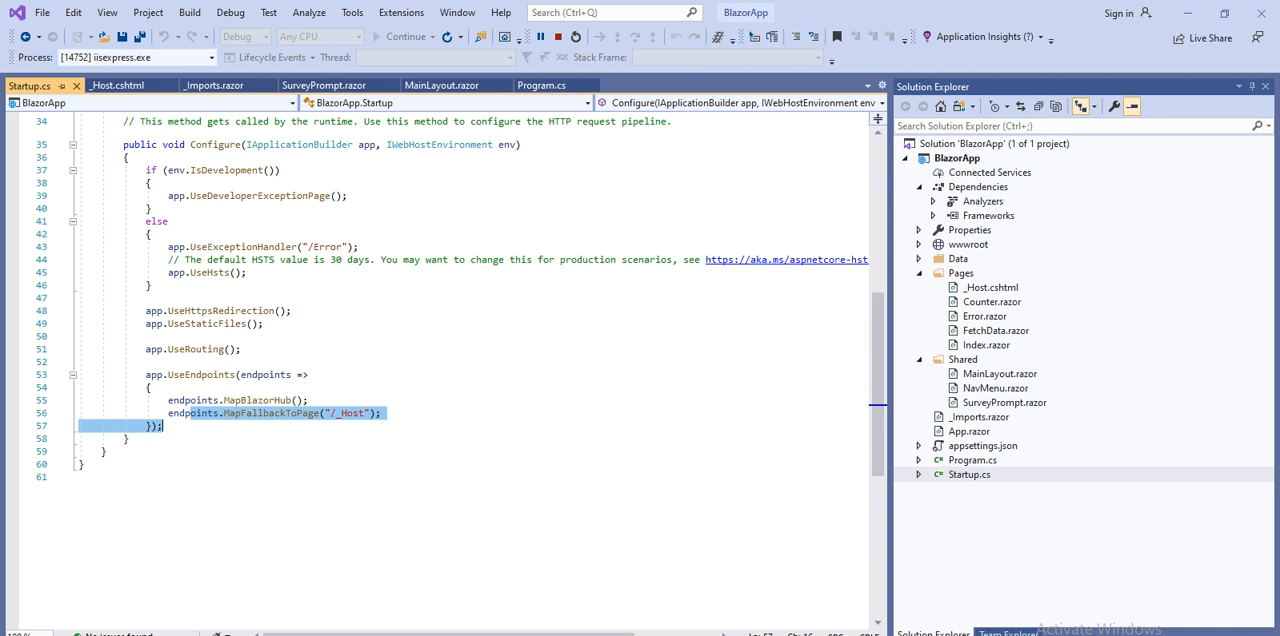 File Edit View Project Build Debug Test Analyze Tools Extensions Window Help Search (Ctrl+Q) BlazorApp Sign in
Debug Any CPU Continue Application Insights (?) Live Share
Process: [14752] iisexpress.exe Lifecycle Events Thread: Stack Frame:
Startup.cs _Host.cshtml _Imports.razor SurveyPrompt.razor MainLayout.razor Program.cs
BlazorApp BlazorApp.Startup Configure(IApplicationBuilder app, IWebHostEnvironment env)
34 // This method gets called by the runtime. Use this method to configure the HTTP request pipeline.
35 public void Configure(IApplicationBuilder app, IWebHostEnvironment env)
36 {
37 if (env.IsDevelopment())
38 {
39 app.UseDeveloperExceptionPage();
40 }
41 else
42 {
43 app.UseExceptionHandler("/Error");
44 // The default HSTS value is 30 days. You may want to change this for production scenarios, see https://aka.ms/aspnetcore-hst
45 app.UseHsts();
46 }
47
48 app.UseHttpsRedirection();
49 app.UseStaticFiles();
50
51 app.UseRouting();
52
53 app.UseEndpoints(endpoints =>
54 {
55 endpoints.MapBlazorHub();
56 endpoints.MapFallbackToPage("/_Host");
57 });
58 }
59 }
60 }
61
Solution Explorer
Search Solution Explorer (Ctrl+;)
Solution 'BlazorApp' (1 of 1 project)
BlazorApp
Connected Services
Dependencies
Analyzers
Frameworks
Properties
wwwroot
Data
Pages
_Host.cshtml
Counter.razor
Error.razor
FetchData.razor
Index.razor
Shared
MainLayout.razor
NavMenu.razor
SurveyPrompt.razor
_Imports.razor
App.razor
appsettings.json
Program.cs
Startup.cs
Activate Windows
Solution Explorer Team Explorer
No issues found